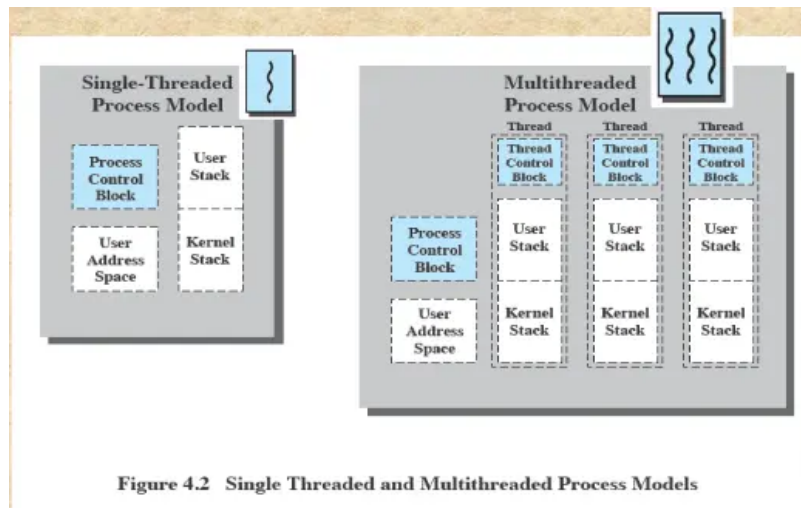 Single-Threaded
Process Model
Process
Control
Block
User
Stack
User
Address
Space
Kernel
Stack
Multithreaded
Process Model
Thread
Thread
Thread
Thread
Control
Block
Thread
Control
Block
Thread
Control
Block
Process
Control
Block
User
Stack
User
Stack
User
Stack
User
Address
Space
Kernel
Stack
Kernel
Stack
Kernel
Stack
Figure 4.2 Single Threaded and Multithreaded Process Models